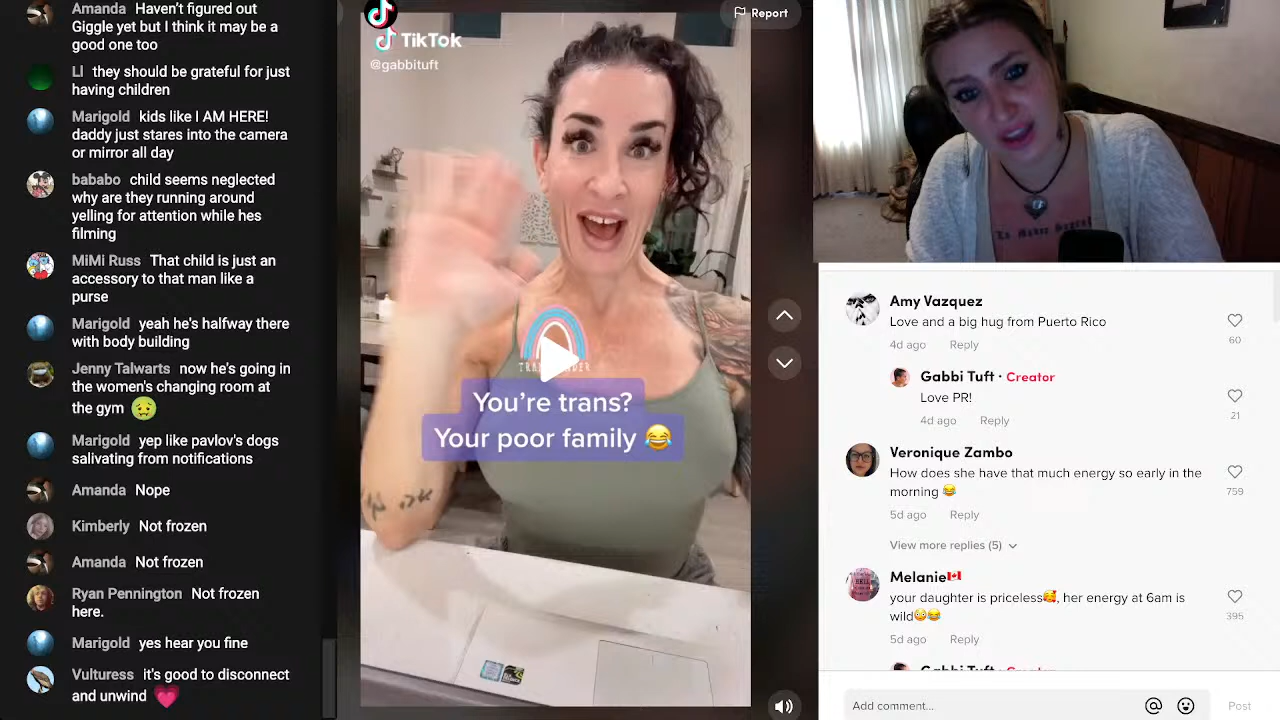 Amanda Haven't figured out
Giggle yet but I think it may be a
good one too
LI they should be grateful for just
having children
Marigold kids like I AM HERE!
daddy just stares into the camera
or mirror all day
bababo child seems neglected
why are they running around
yelling for attention while hes
filming
MiMi Russ That child is just an
accessory to that man like a
purse
Marigold yeah he's halfway there
with body building
Jenny Talwarts now he's going in
the women's changing room at
the gym 🤢
Marigold yep like pavlov's dogs
salivating from notifications
Amanda Nope
Kimberly Not frozen
Amanda Not frozen
Ryan Pennington Not frozen
here.
Marigold yes hear you fine
Vulturess it's good to disconnect
and unwind 💗
TikTok
@gabbituft
Report
You're trans?
Your poor family 😂
Amy Vazquez
Love and a big hug from Puerto Rico
60
4d ago Reply
Gabbi Tuft · Creator
Love PR!
21
4d ago Reply
Veronique Zambo
How does she have that much energy so early in the
morning 😂
759
5d ago Reply
View more replies (5)
Melanie🇨🇦
your daughter is priceless🥰, her energy at 6am is
wild😳😂
395
5d ago Reply
Gabbi Tuft · Creator
Add comment...
Post